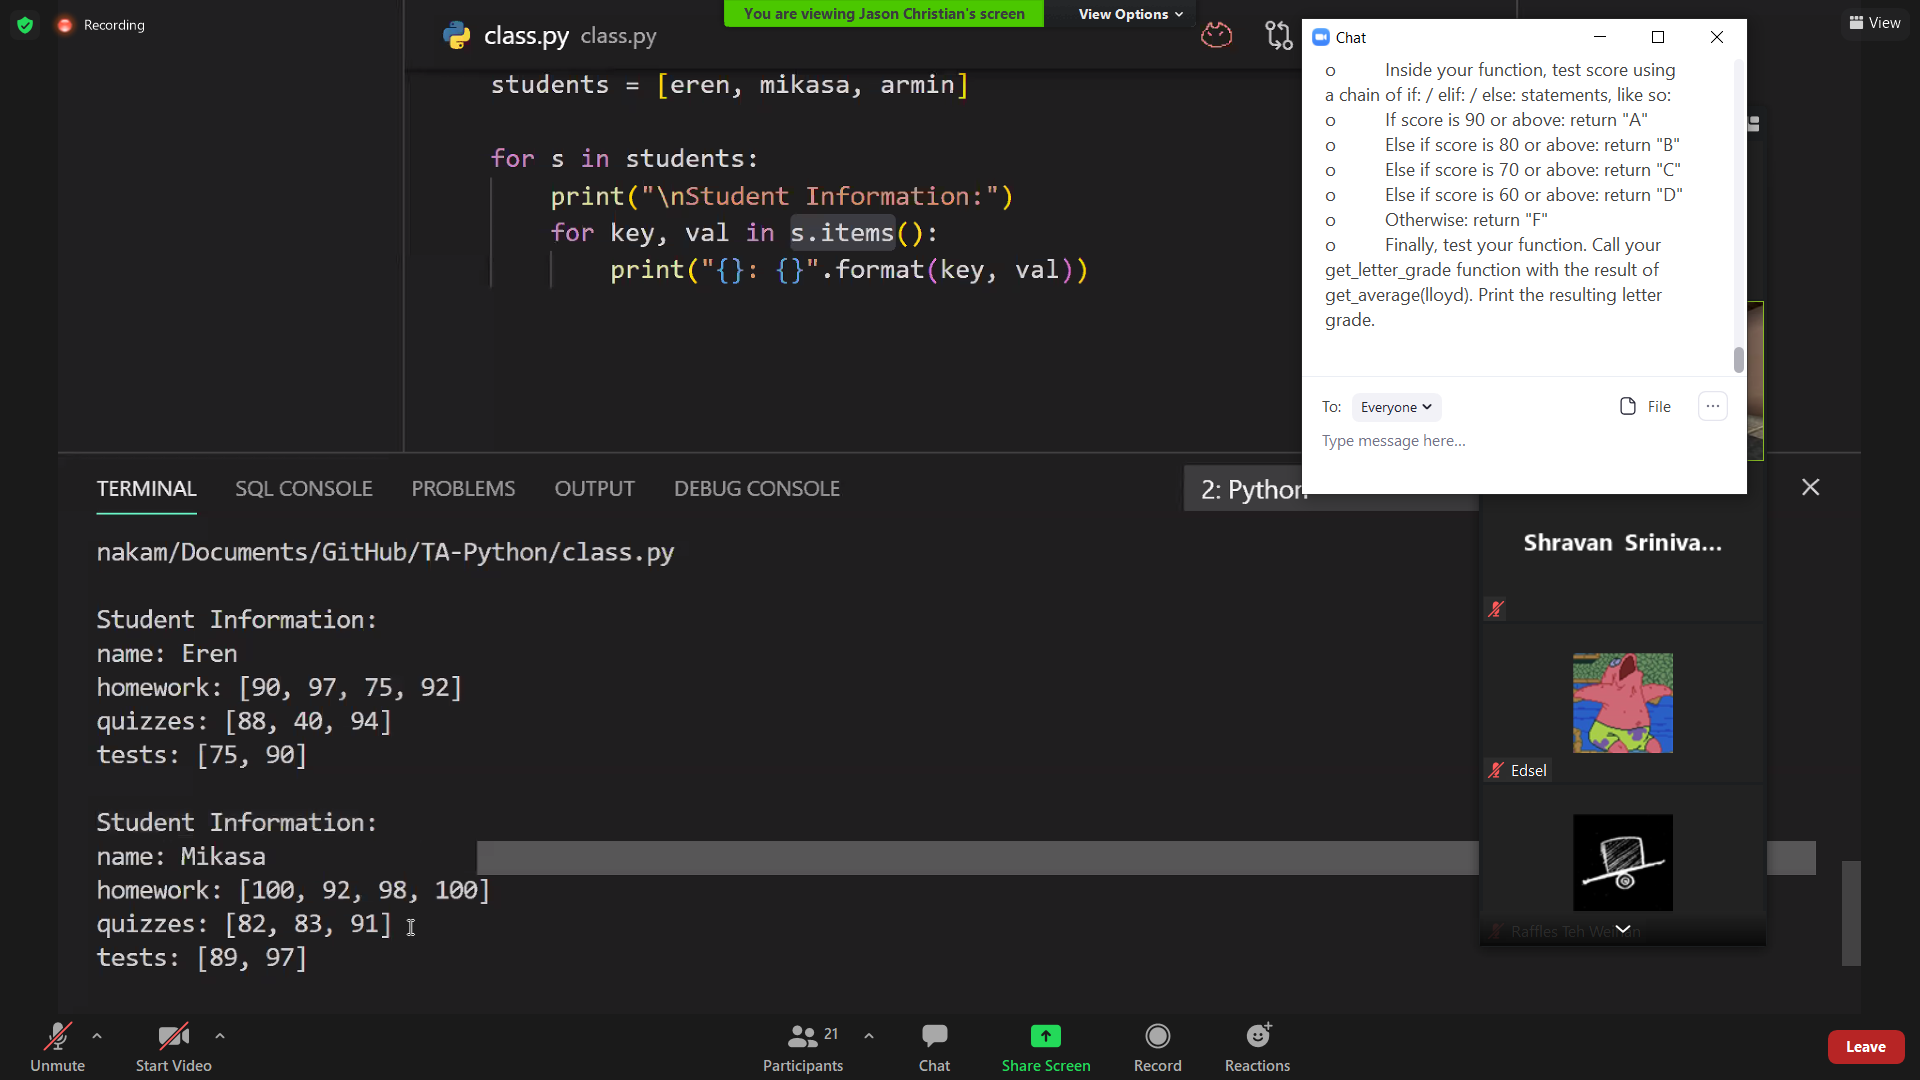 Recording
You are viewing Jason Christian's screen
View Options
View
class.py class.py
students = [eren, mikasa, armin]
for s in students:
print("\nStudent Information:")
for key, val in s.items():
print("{}: {}".format(key, val))
Chat
o Inside your function, test score using
a chain of if: / elif: / else: statements, like so:
o If score is 90 or above: return "A"
o Else if score is 80 or above: return "B"
o Else if score is 70 or above: return "C"
o Else if score is 60 or above: return "D"
o Otherwise: return "F"
o Finally, test your function. Call your
get_letter_grade function with the result of
get_average(lloyd). Print the resulting letter
grade.
To: Everyone
File
Type message here...
TERMINAL SQL CONSOLE PROBLEMS OUTPUT DEBUG CONSOLE
2: Python
nakam/Documents/GitHub/TA-Python/class.py
Student Information:
name: Eren
homework: [90, 97, 75, 92]
quizzes: [88, 40, 94]
tests: [75, 90]
Student Information:
name: Mikasa
homework: [100, 92, 98, 100]
quizzes: [82, 83, 91]
tests: [89, 97]
Shravan Sriniva...
Edsel
Raffles Teh Weihan
Unmute
Start Video
21
Participants
Chat
Share Screen
Record
Reactions
Leave